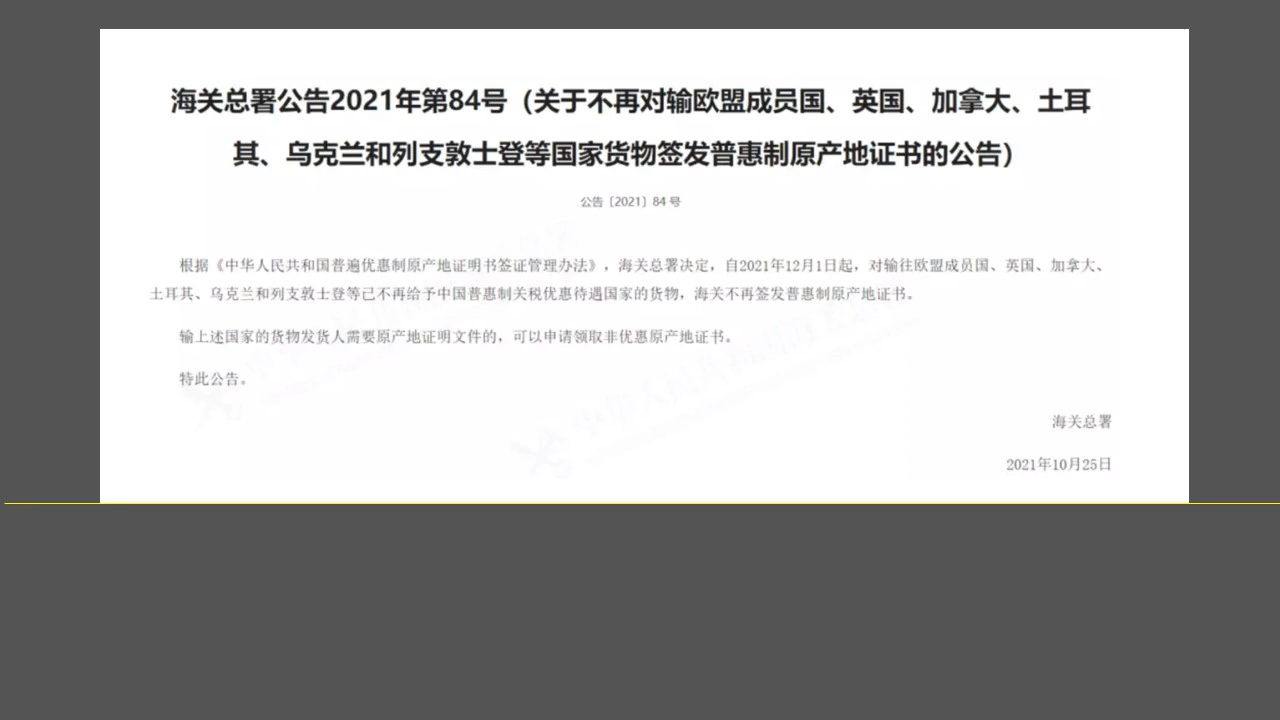 海关总署公告2021年第84号（关于不再对输欧盟成员国、英国、加拿大、土耳
其、乌克兰和列支敦士登等国家货物签发普惠制原产地证书的公告）
公告〔2021〕84 号
根据《中华人民共和国普遍优惠制原产地证明书签证管理办法》，海关总署决定，自2021年12月1日起，对输往欧盟成员国、英国、加拿大、
土耳其、乌克兰和列支敦士登等已不再给予中国普惠制关税优惠待遇国家的货物，海关不再签发普惠制原产地证书。
输上述国家的货物发货人需要原产地证明文件的，可以申请领取非优惠原产地证书。
特此公告。
海关总署
2021年10月25日